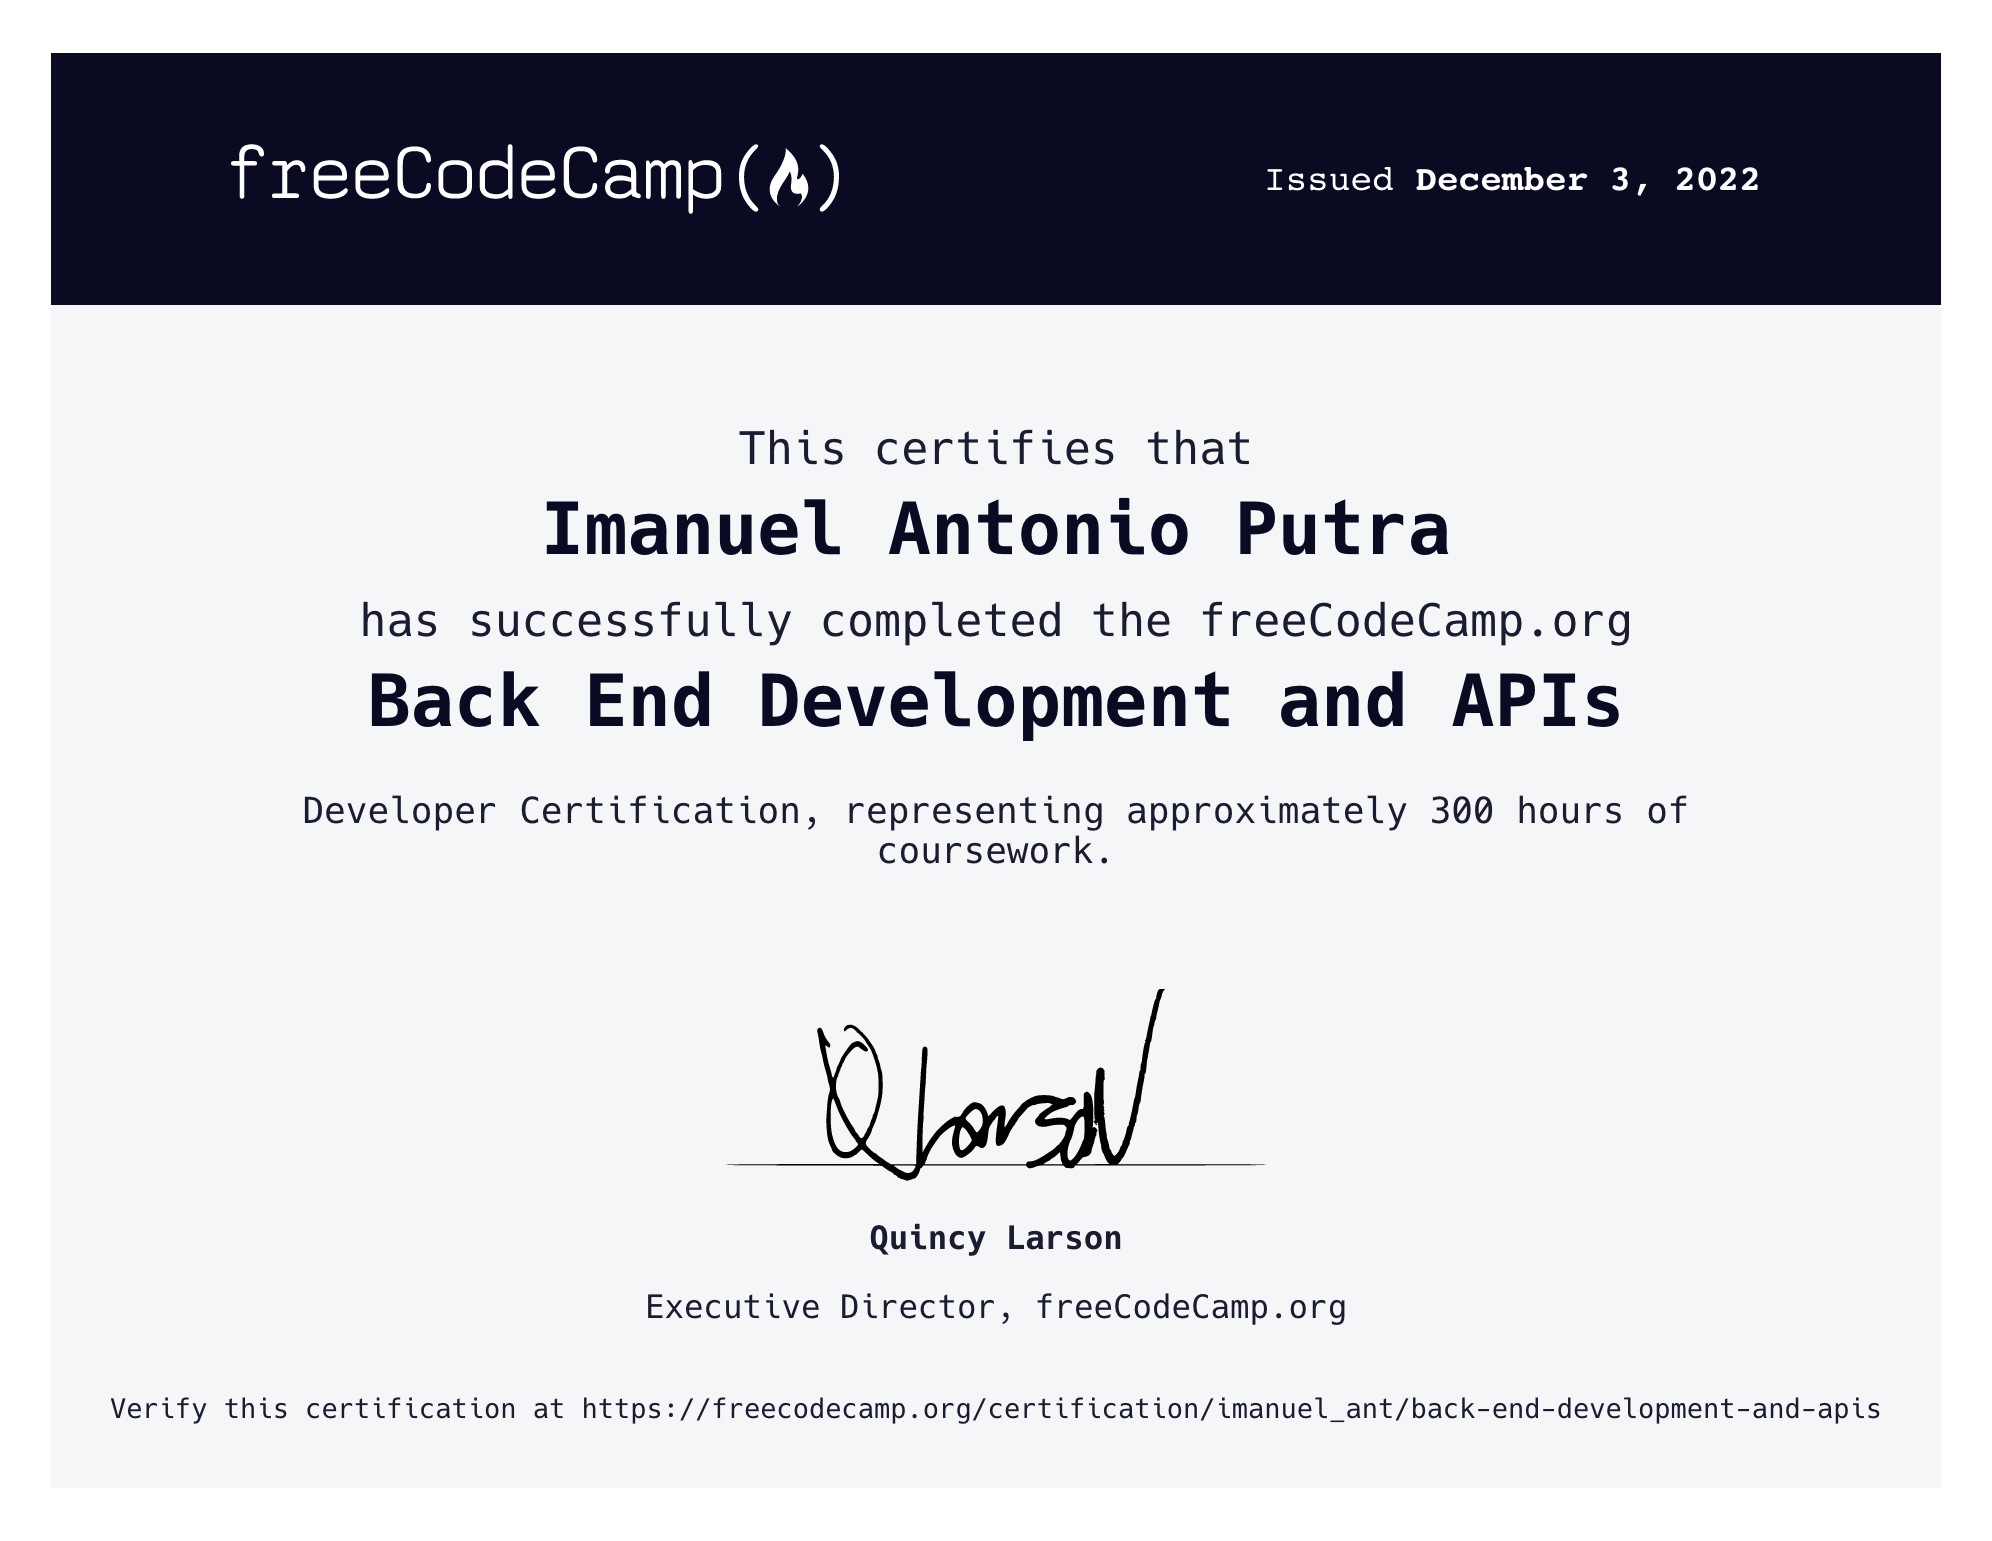 freeCodeCamp(🔥)
Issued December 3, 2022
This certifies that
Imanuel Antonio Putra
has successfully completed the freeCodeCamp.org
Back End Development and APIs
Developer Certification, representing approximately 300 hours of
coursework.
Q Larson
Quincy Larson
Executive Director, freeCodeCamp.org
Verify this certification at https://freecodecamp.org/certification/imanuel_ant/back-end-development-and-apis